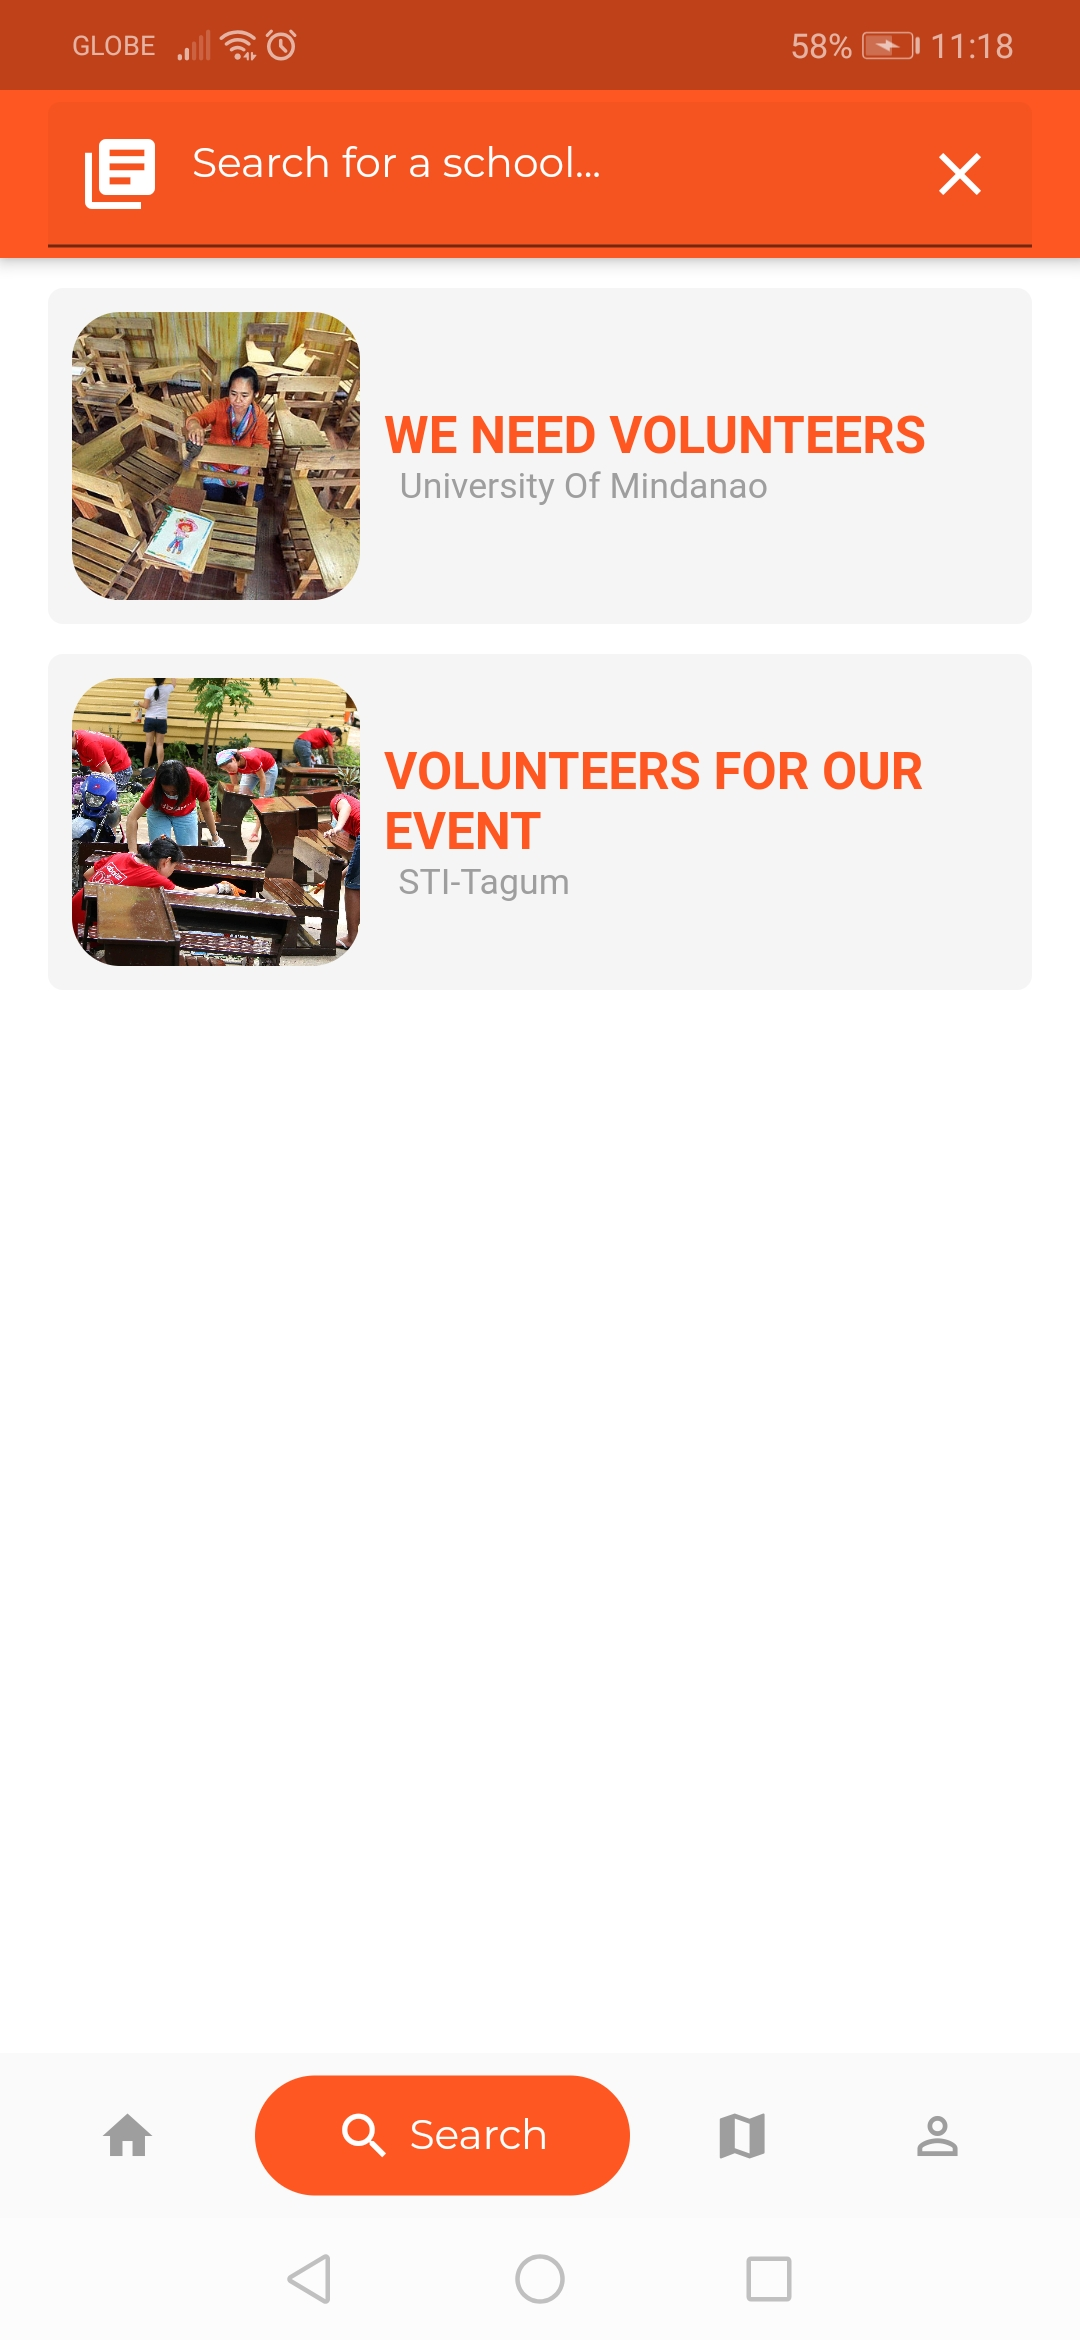 GLOBE 58% 11:18
Search for a school...
WE NEED VOLUNTEERS
University Of Mindanao
VOLUNTEERS FOR OUR
EVENT
STI-Tagum
Search